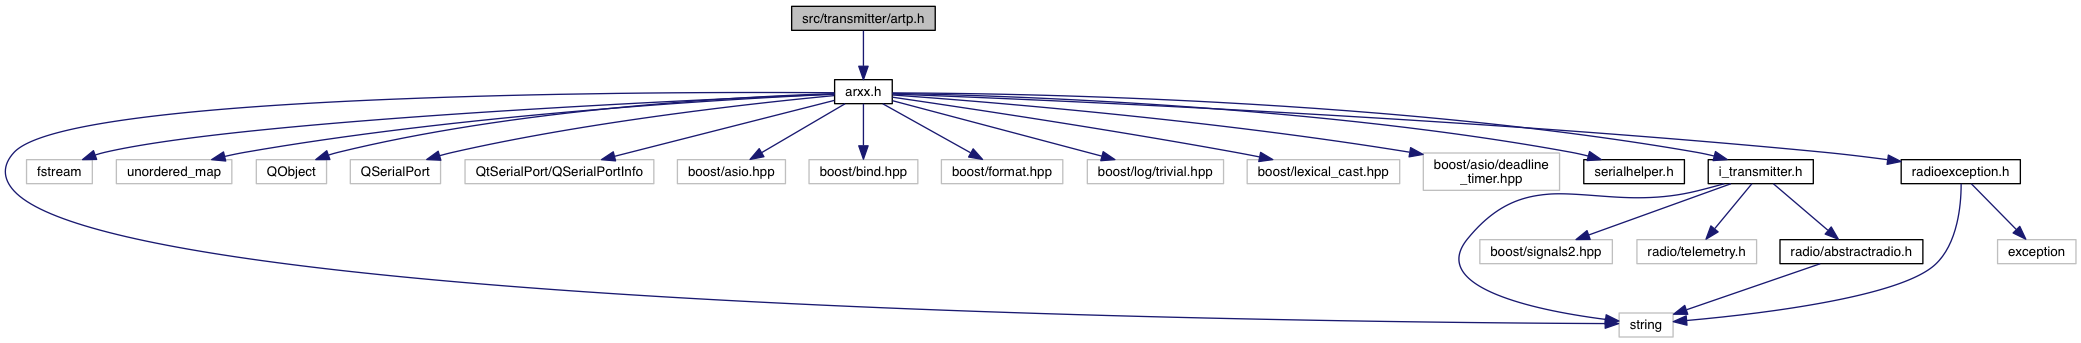 src/transmitter/artp.h
arxx.h
fstream
unordered_map
QObject
QSerialPort
QtSerialPort/QSerialPortInfo
boost/asio.hpp
boost/bind.hpp
boost/format.hpp
boost/log/trivial.hpp
boost/lexical_cast.hpp
boost/asio/deadline
_timer.hpp
serialhelper.h
i_transmitter.h
radioexception.h
boost/signals2.hpp
radio/telemetry.h
radio/abstractradio.h
exception
string